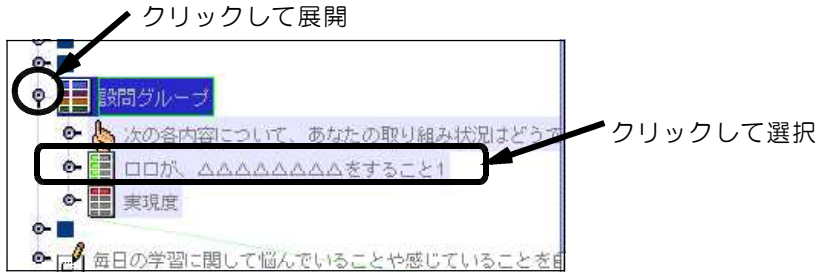 クリックして展開
設問グループ
次の各内容について、あなたの取り組み状況はどうで
クリックして選択
ロロが、△△△△△△△△をすること1
実現度
毎日の学習に関して悩んでいることや感じていることを自